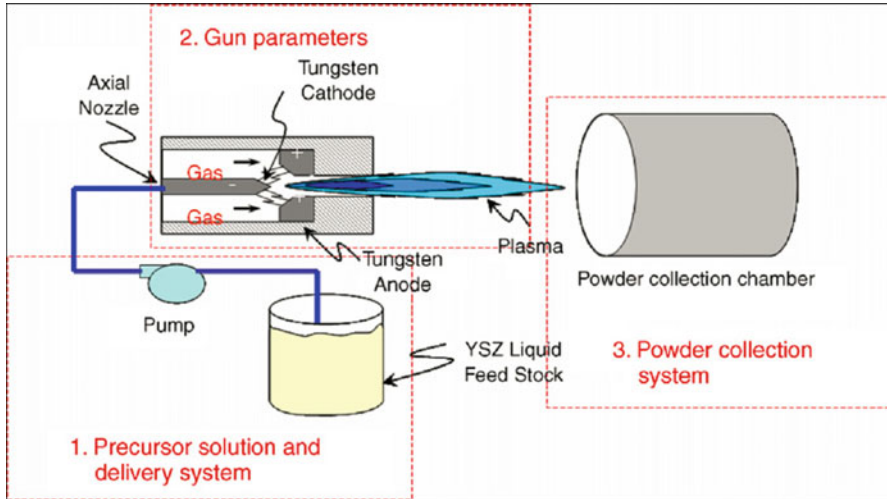 2. Gun parameters
Axial
Nozzle
Tungsten
Cathode
Gas
+
-
Gas
+
Plasma
Tungsten
Anode
Powder collection chamber
Pump
YSZ Liquid
Feed Stock
3. Powder collection
system
1. Precursor solution and
delivery system